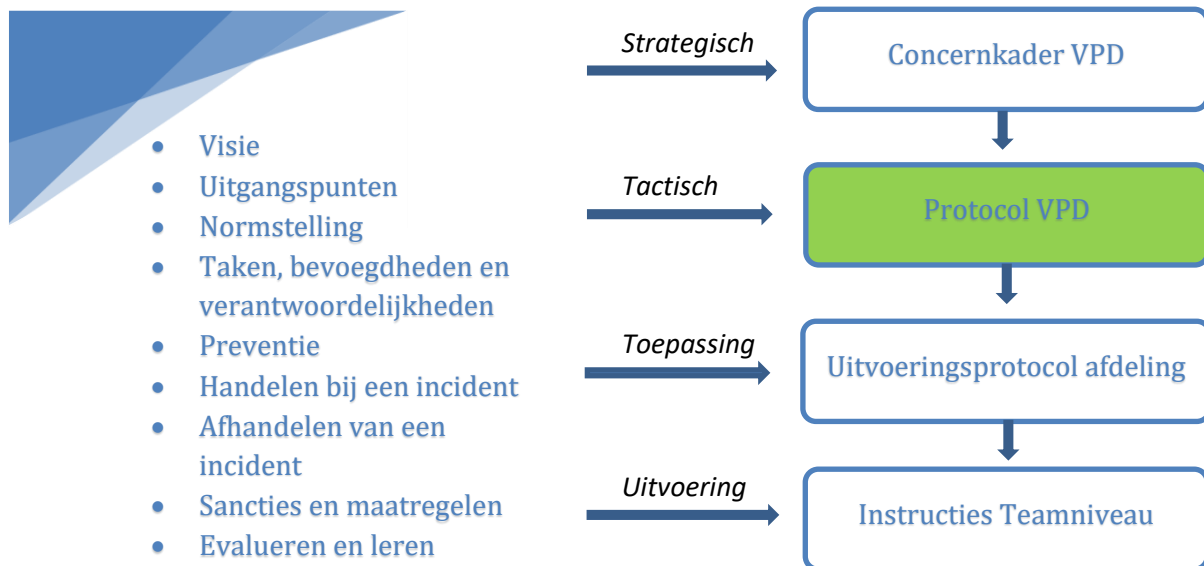 Visie
Uitgangspunten
Normstelling
Taken, bevoegdheden en
verantwoordelijkheden
Preventie
Handelen bij een incident
Afhandelen van een
incident
Sancties en maatregelen
Evalueren en leren
Strategisch
Concernkader VPD
Tactisch
Protocol VPD
Toepassing
Uitvoeringsprotocol afdeling
Uitvoering
Instructies Teamniveau